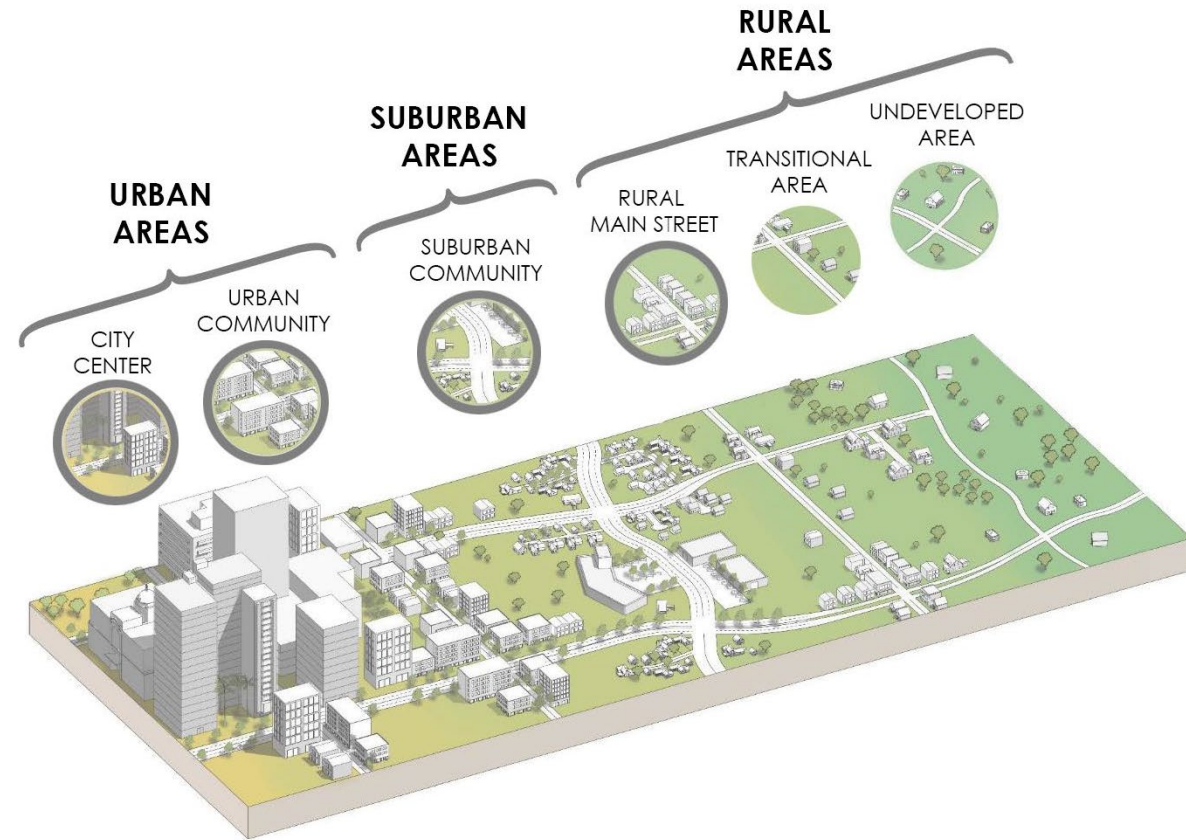 URBAN
AREAS
CITY
CENTER
URBAN
COMMUNITY
SUBURBAN
AREAS
SUBURBAN
COMMUNITY
RURAL
AREAS
RURAL
MAIN STREET
TRANSITIONAL
AREA
UNDEVELOPED
AREA